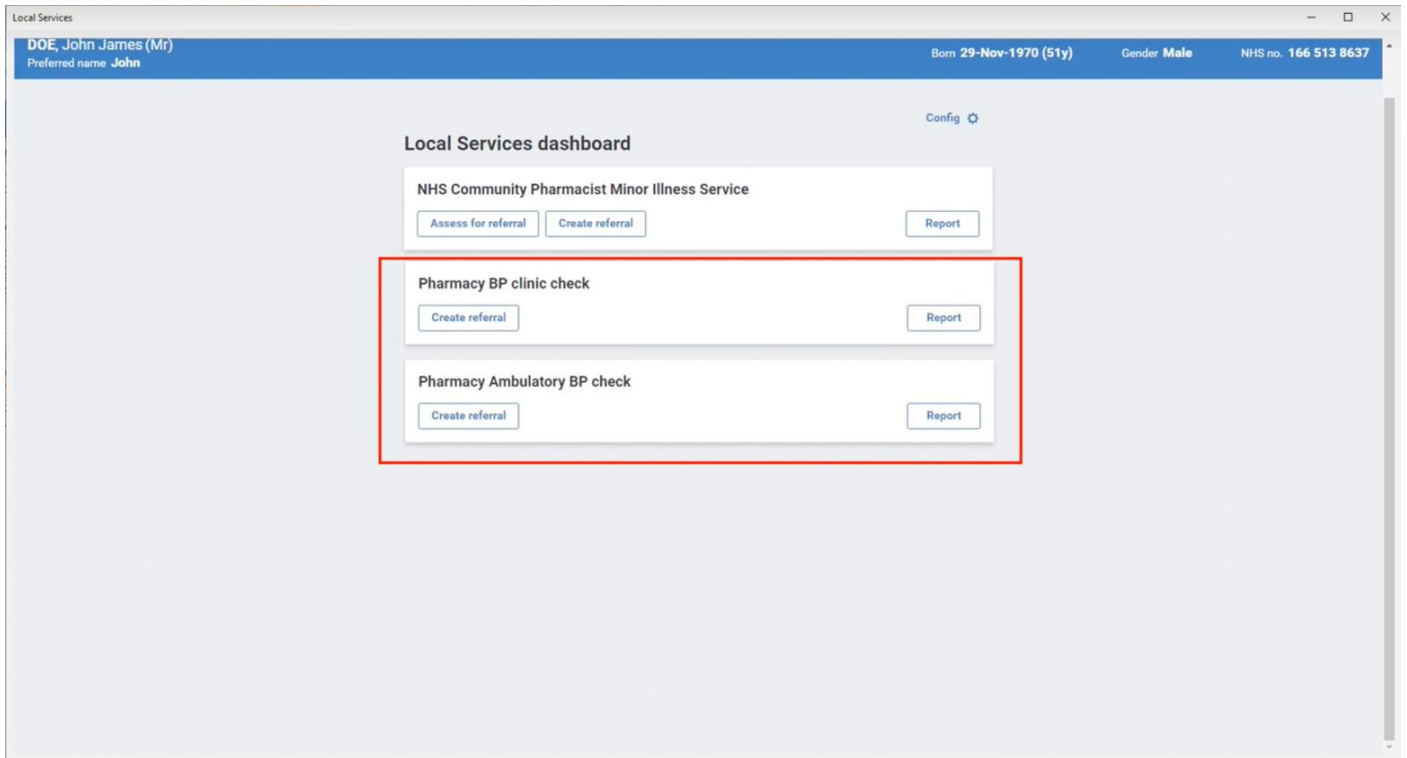 Local Services
DOE, John James (Mr)
Preferred name John
Born 29-Nov-1970 (51y) Gender Male NHS no. 166 513 8637
Config
Local Services dashboard
NHS Community Pharmacist Minor Illness Service
Assess for referral Create referral Report
Pharmacy BP clinic check
Create referral Report
Pharmacy Ambulatory BP check
Create referral Report